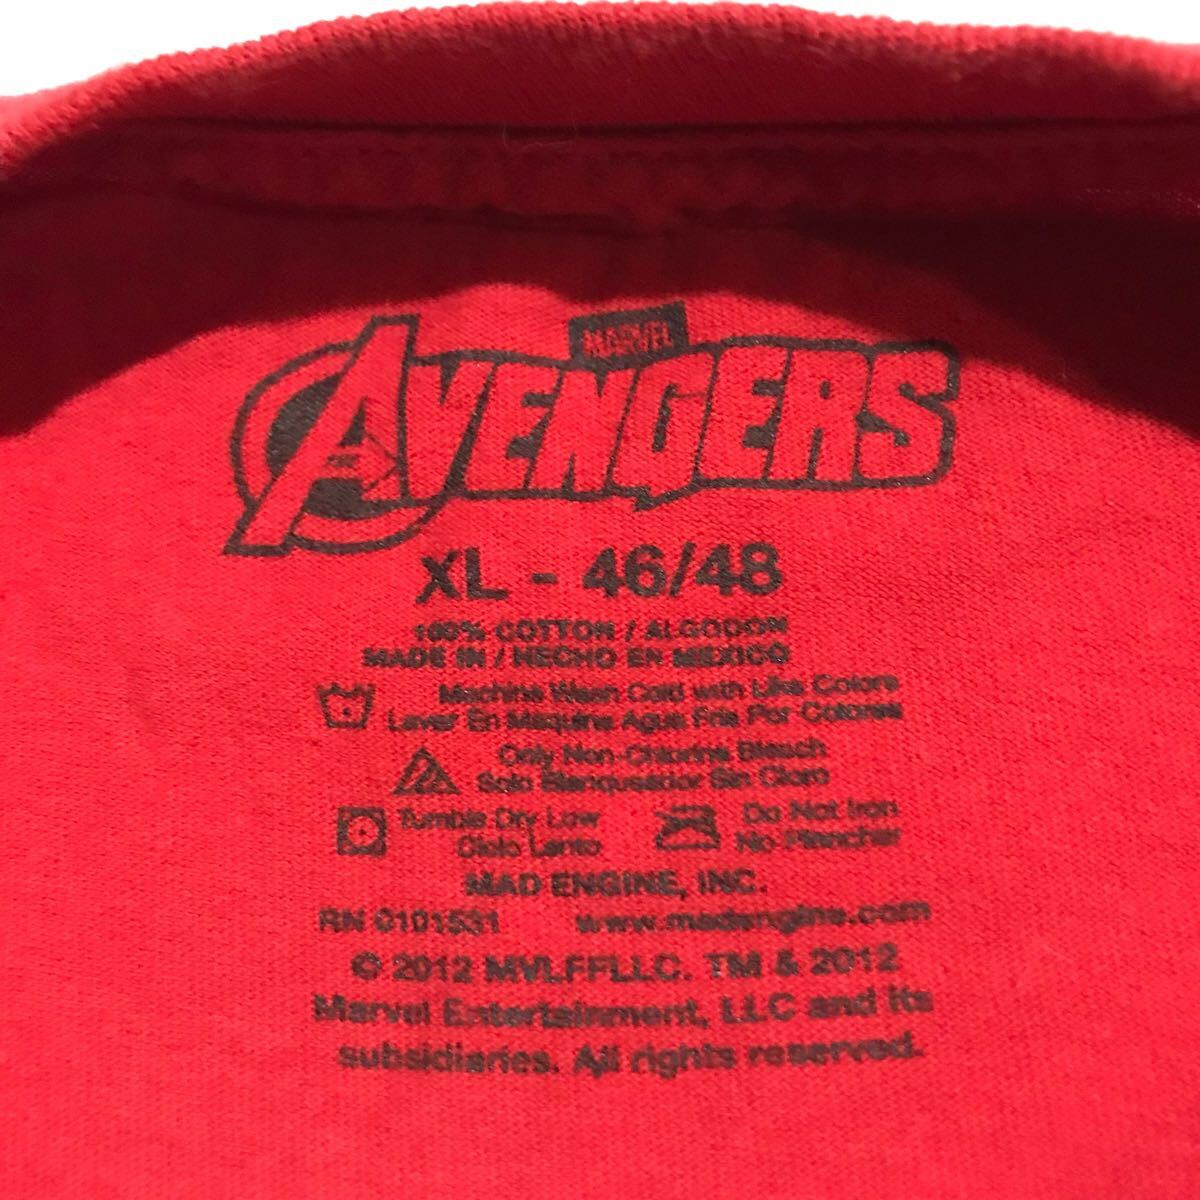 MARVEL
AVENGERS
XL - 46/48
100% COTTON / ALGODON
MADE IN / HECHO EN MEXICO
Machine Wash Cold with Like Colors
Lavar En Maquina Agua Fria Por Colores
Only Non-Chlorine Bleach
Solo Blanqueador Sin Cloro
Tumble Dry Low
Ciclo Lento
Do Not Iron
No Planchar
MAD ENGINE, INC.
RN 0101531 www.madengine.com
© 2012 MVLFFLLC. TM & 2012
Marvel Entertainment, LLC and its
subsidiaries. All rights reserved.